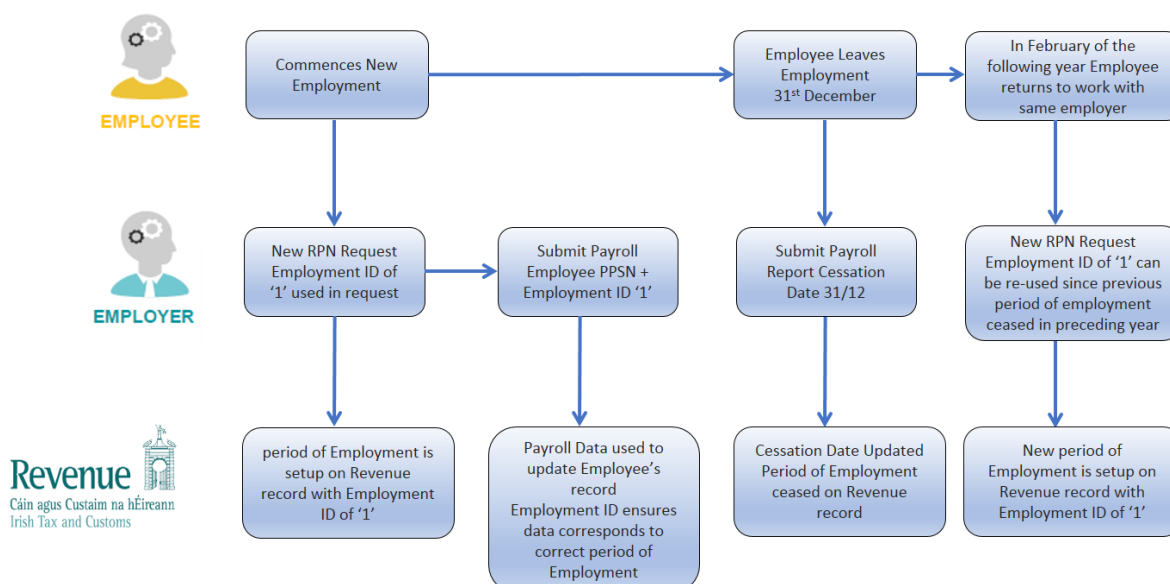 Commences New
Employment
Employee Leaves
Employment
31st December
In February of the
following year Employee
returns to work with
same employer
EMPLOYEE
New RPN Request
Employment ID of
‘1’ used in request
Submit Payroll
Employee PPSN +
Employment ID ‘1’
Submit Payroll
Report Cessation
Date 31/12
New RPN Request
Employment ID of ‘1’ can
be re-used since previous
period of employment
ceased in preceding year
EMPLOYER
period of Employment is
setup on Revenue
record with Employment
ID of ‘1’
Payroll Data used to
update Employee’s
record
Employment ID ensures
data corresponds to
correct period of
Employment
Cessation Date Updated
Period of Employment
ceased on Revenue
record
New period of
Employment is setup on
Revenue record with
Employment ID of ‘1’
Revenue
Cáin agus Custaim na hÉireann
Irish Tax and Customs